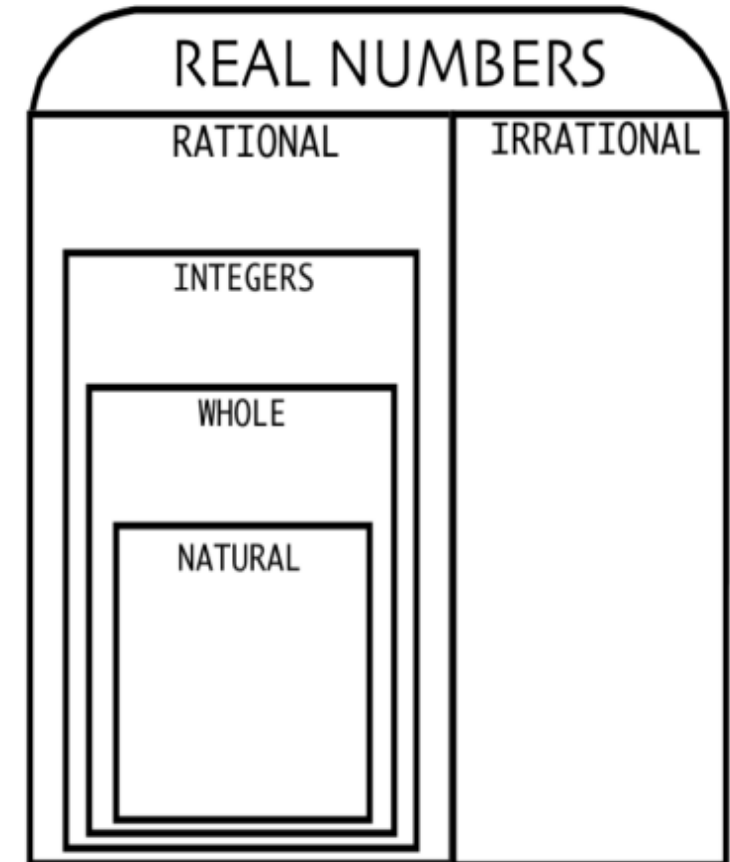 REAL NUMBERS
RATIONAL
IRRATIONAL
INTEGERS
WHOLE
NATURAL